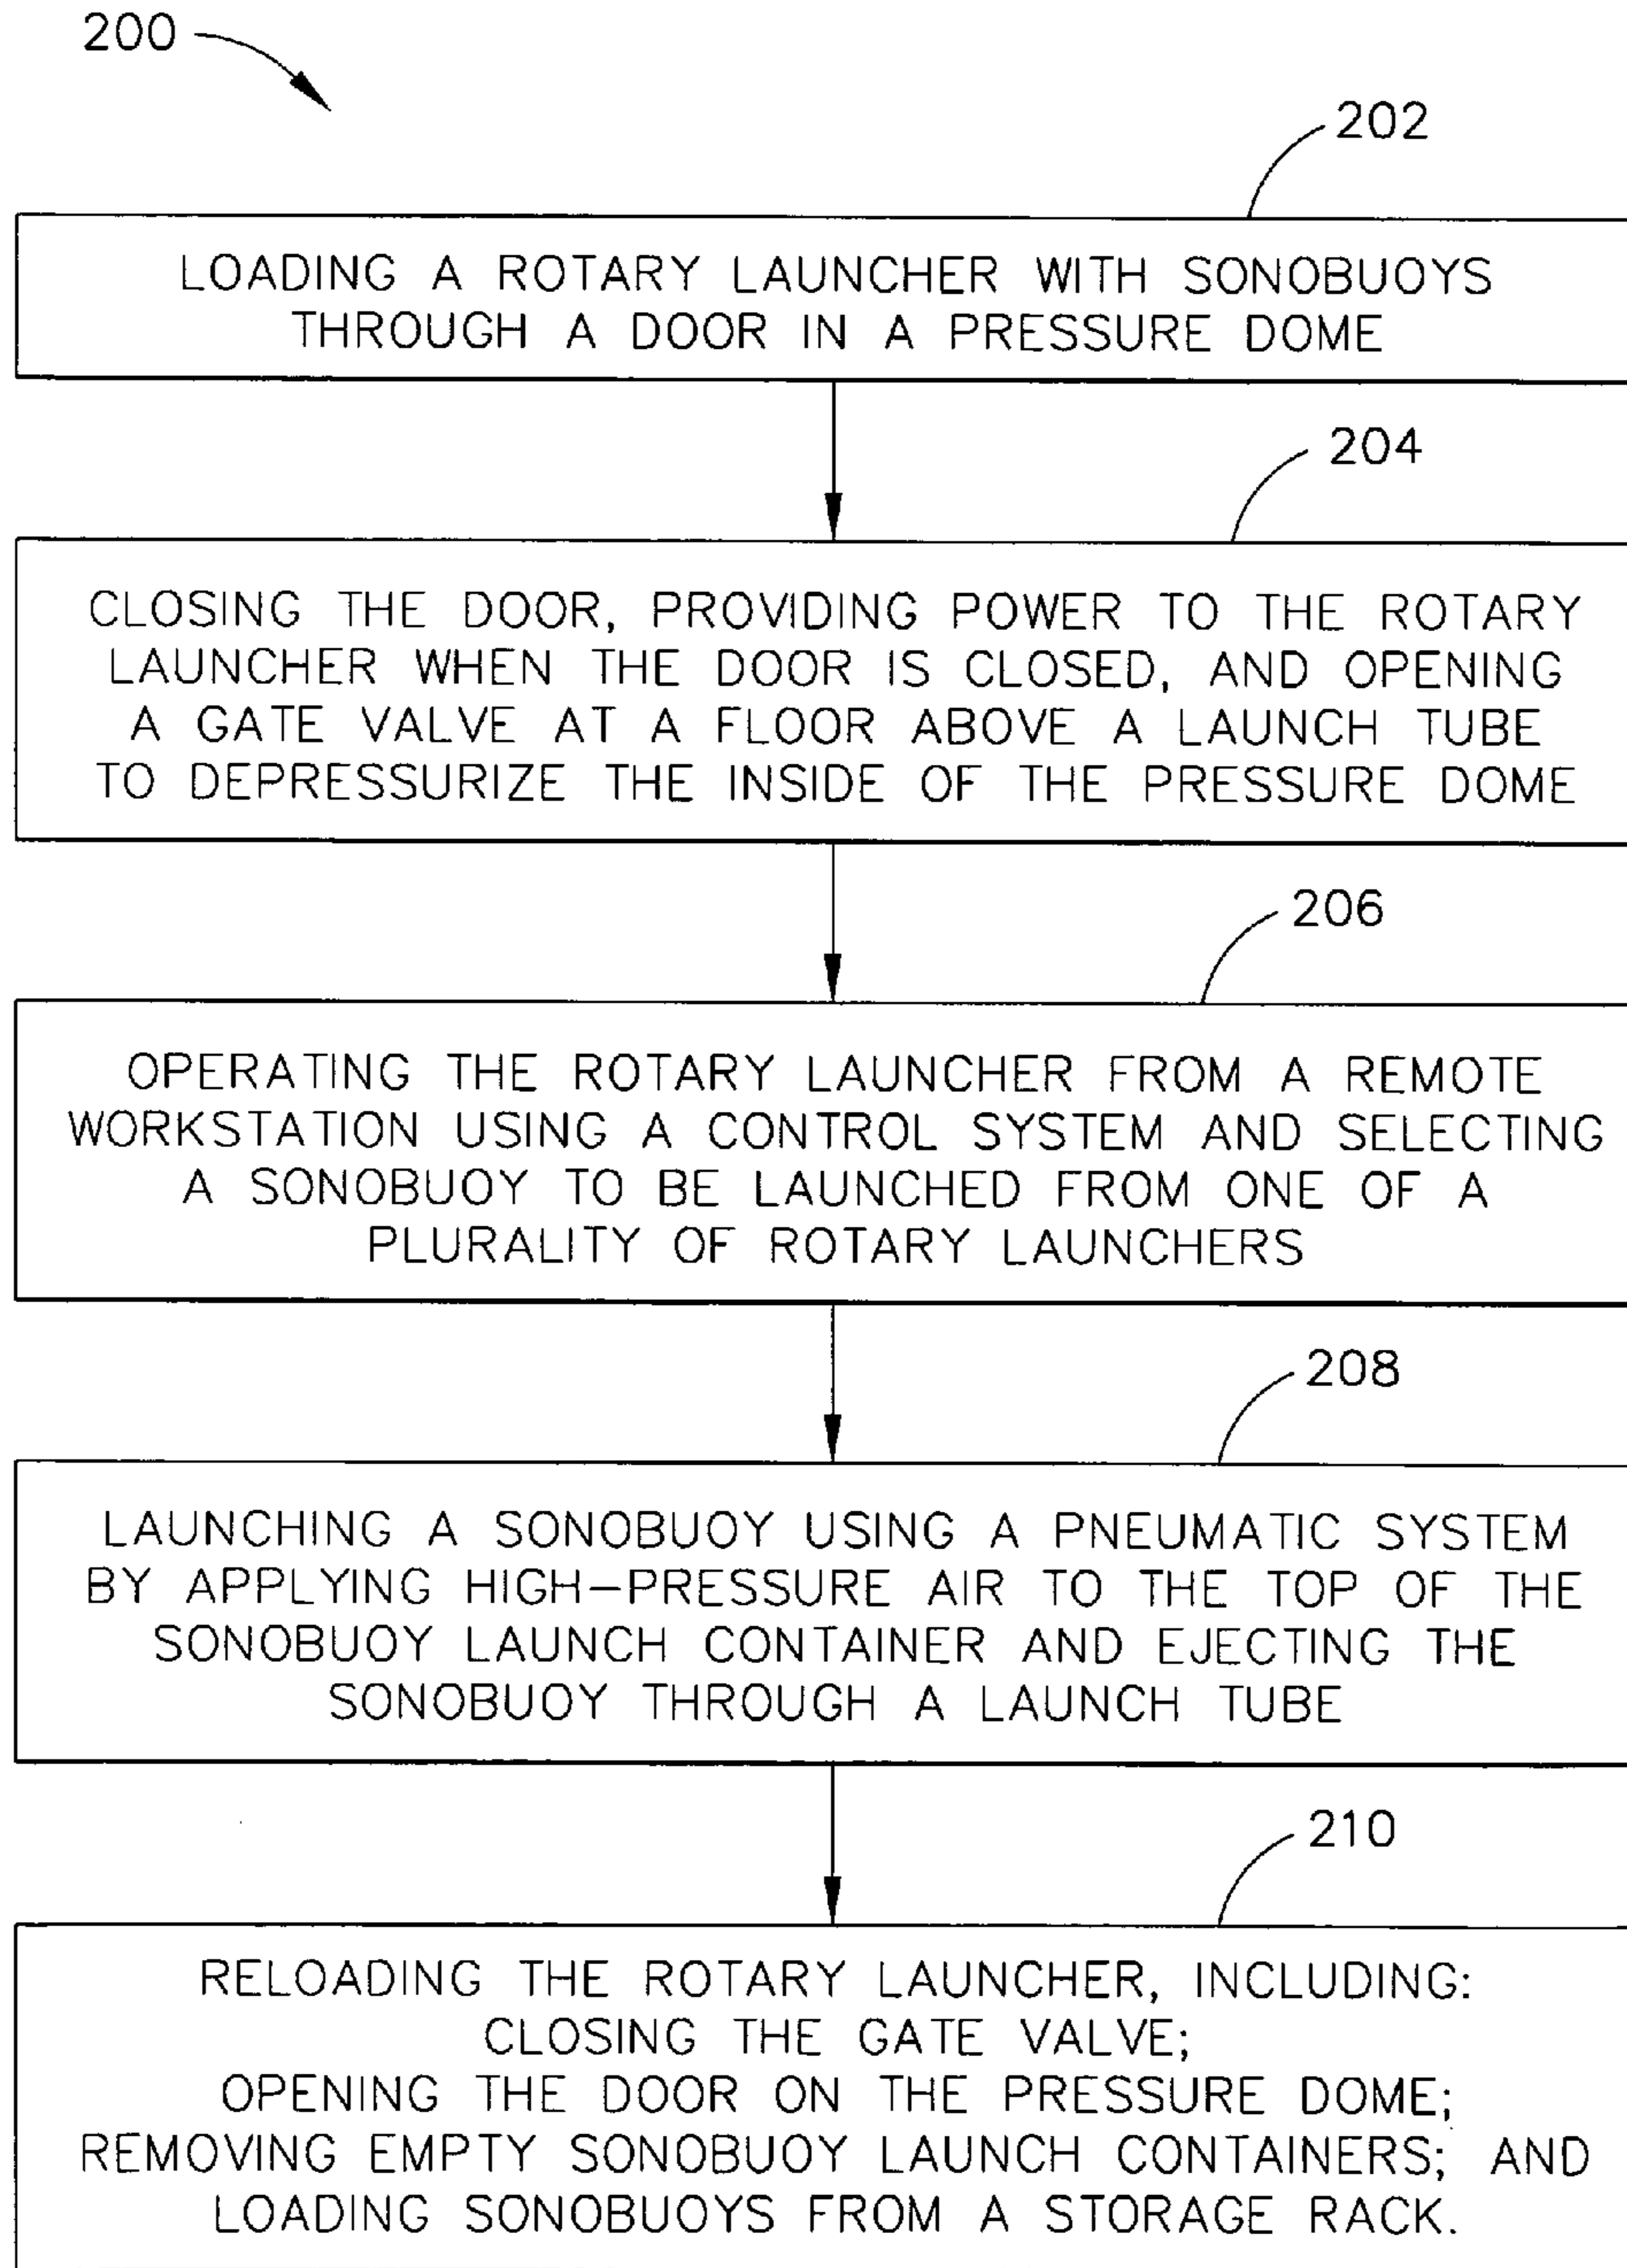 200
202
LOADING A ROTARY LAUNCHER WITH SONOBUOYS
THROUGH A DOOR IN A PRESSURE DOME
204
CLOSING THE DOOR, PROVIDING POWER TO THE ROTARY
LAUNCHER WHEN THE DOOR IS CLOSED, AND OPENING
A GATE VALVE AT A FLOOR ABOVE A LAUNCH TUBE
TO DEPRESSURIZE THE INSIDE OF THE PRESSURE DOME
206
OPERATING THE ROTARY LAUNCHER FROM A REMOTE
WORKSTATION USING A CONTROL SYSTEM AND SELECTING
A SONOBUOY TO BE LAUNCHED FROM ONE OF A
PLURALITY OF ROTARY LAUNCHERS
208
LAUNCHING A SONOBUOY USING A PNEUMATIC SYSTEM
BY APPLYING HIGH-PRESSURE AIR TO THE TOP OF THE
SONOBUOY LAUNCH CONTAINER AND EJECTING THE
SONOBUOY THROUGH A LAUNCH TUBE
210
RELOADING THE ROTARY LAUNCHER, INCLUDING:
CLOSING THE GATE VALVE;
OPENING THE DOOR ON THE PRESSURE DOME;
REMOVING EMPTY SONOBUOY LAUNCH CONTAINERS; AND
LOADING SONOBUOYS FROM A STORAGE RACK.